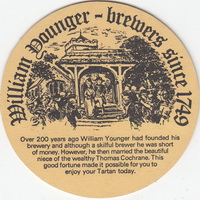 William Younger - brewers since 1749
Over 200 years ago William Younger had founded his
brewery and although a skilful brewer he was short
of money. However, he then married the beautiful
niece of the wealthy Thomas Cochrane. This
good fortune made it possible for you to
enjoy your Tartan today.